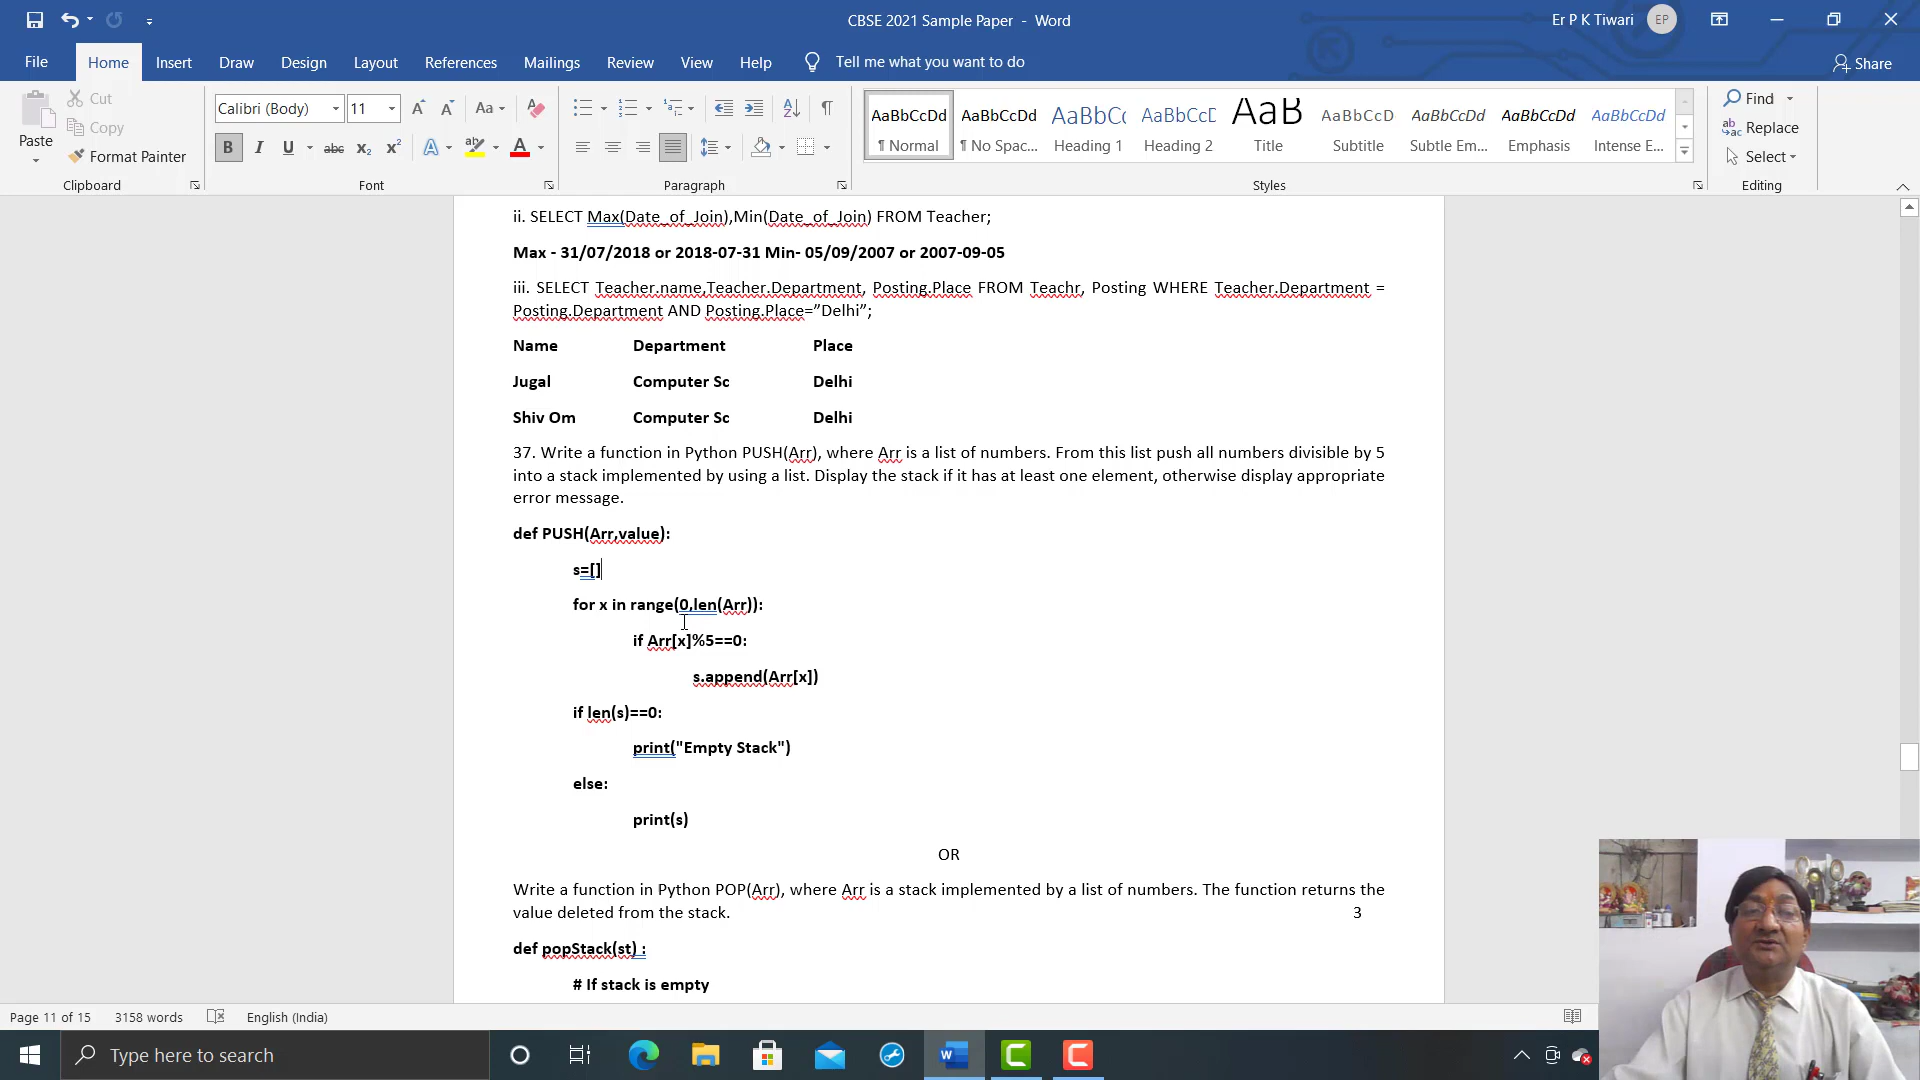 CBSE 2021 Sample Paper - Word
Er P K Tiwari
EP
File
Home
Insert
Draw
Design
Layout
References
Mailings
Review
View
Help
Tell me what you want to do
Share
Paste
Cut
Copy
Format Painter
Clipboard
Calibri (Body)
11
Font
Paragraph
AaBbCcDd
¶ Normal
AaBbCcDd
¶ No Spac...
AaBbCc
Heading 1
AaBbCcD
Heading 2
AaB
Title
AaBbCcD
Subtitle
AaBbCcDd
Subtle Em...
AaBbCcDd
Emphasis
AaBbCcDd
Intense E...
Styles
Find
Replace
Select
Editing
ii. SELECT Max(Date_of_Join),Min(Date_of_Join) FROM Teacher;
Max - 31/07/2018 or 2018-07-31 Min- 05/09/2007 or 2007-09-05
iii. SELECT Teacher.name,Teacher.Department, Posting.Place FROM Teachr, Posting WHERE Teacher.Department =
Posting.Department AND Posting.Place=”Delhi”;
Name Department Place
Jugal Computer Sc Delhi
Shiv Om Computer Sc Delhi
37. Write a function in Python PUSH(Arr), where Arr is a list of numbers. From this list push all numbers divisible by 5
into a stack implemented by using a list. Display the stack if it has at least one element, otherwise display appropriate
error message.
def PUSH(Arr,value):
s=[]
for x in range(0,len(Arr)):
if Arr[x]%5==0:
s.append(Arr[x])
if len(s)==0:
print("Empty Stack")
else:
print(s)
OR
Write a function in Python POP(Arr), where Arr is a stack implemented by a list of numbers. The function returns the
value deleted from the stack. 3
def popStack(st) :
# If stack is empty
Page 11 of 15
3158 words
English (India)
Type here to search